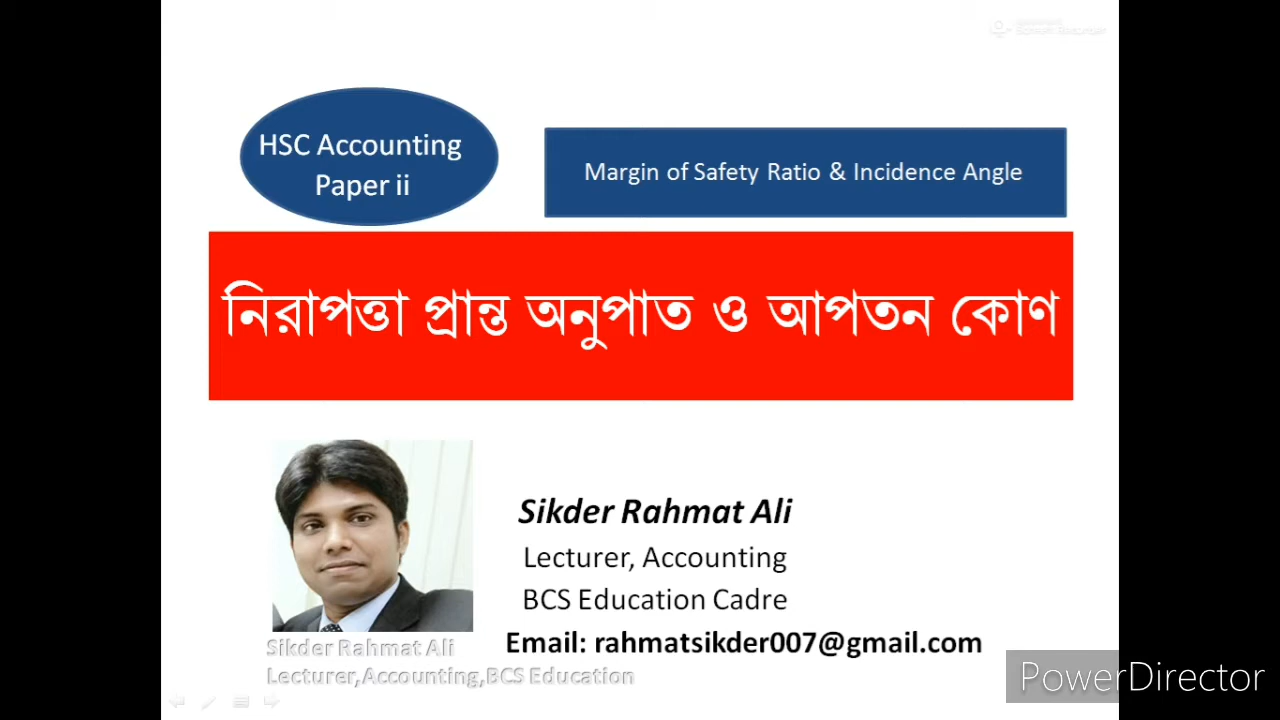 HSC Accounting
Paper ii
Margin of Safety Ratio & Incidence Angle
নিরাপত্তা প্রান্ত অনুপাত ও আপতন কোণ
Sikder Rahmat Ali
Lecturer, Accounting
BCS Education Cadre
Email: rahmatsikder007@gmail.com
Sikder Rahmat Ali
Lecturer,Accounting,BCS Education
PowerDirector